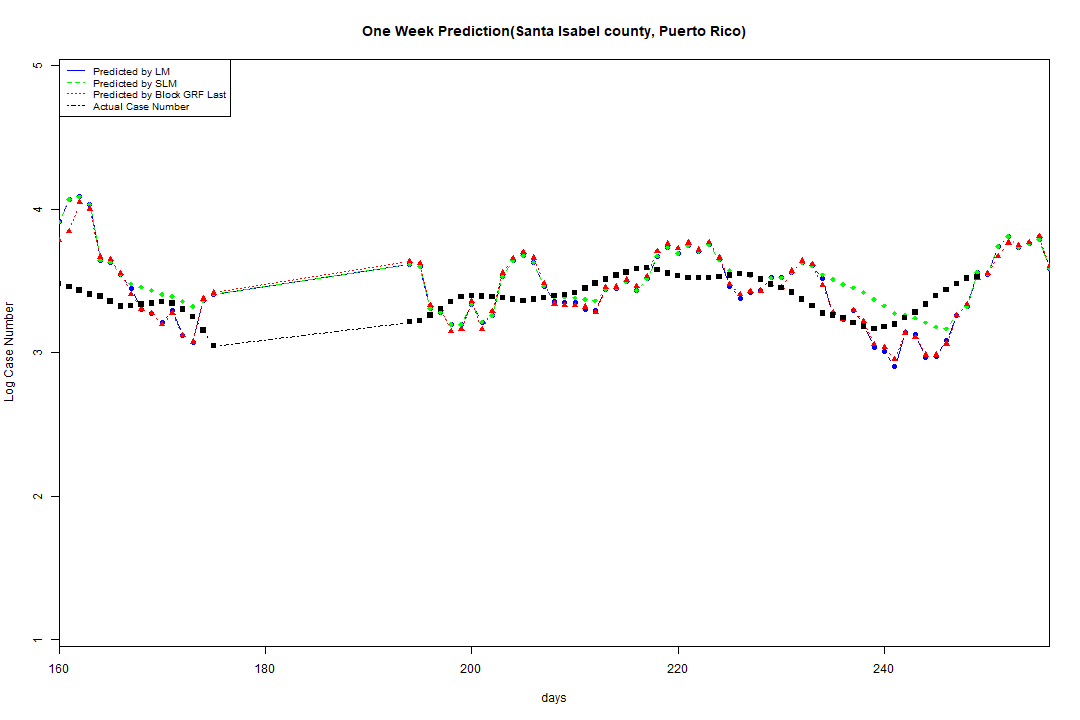 One Week Prediction(Santa Isabel county, Puerto Rico)
Predicted by LM
Predicted by SLM
Predicted by Block GRF Last
Actual Case Number
5
4
3
2
1
Log Case Number
160 180 200 220 240
days